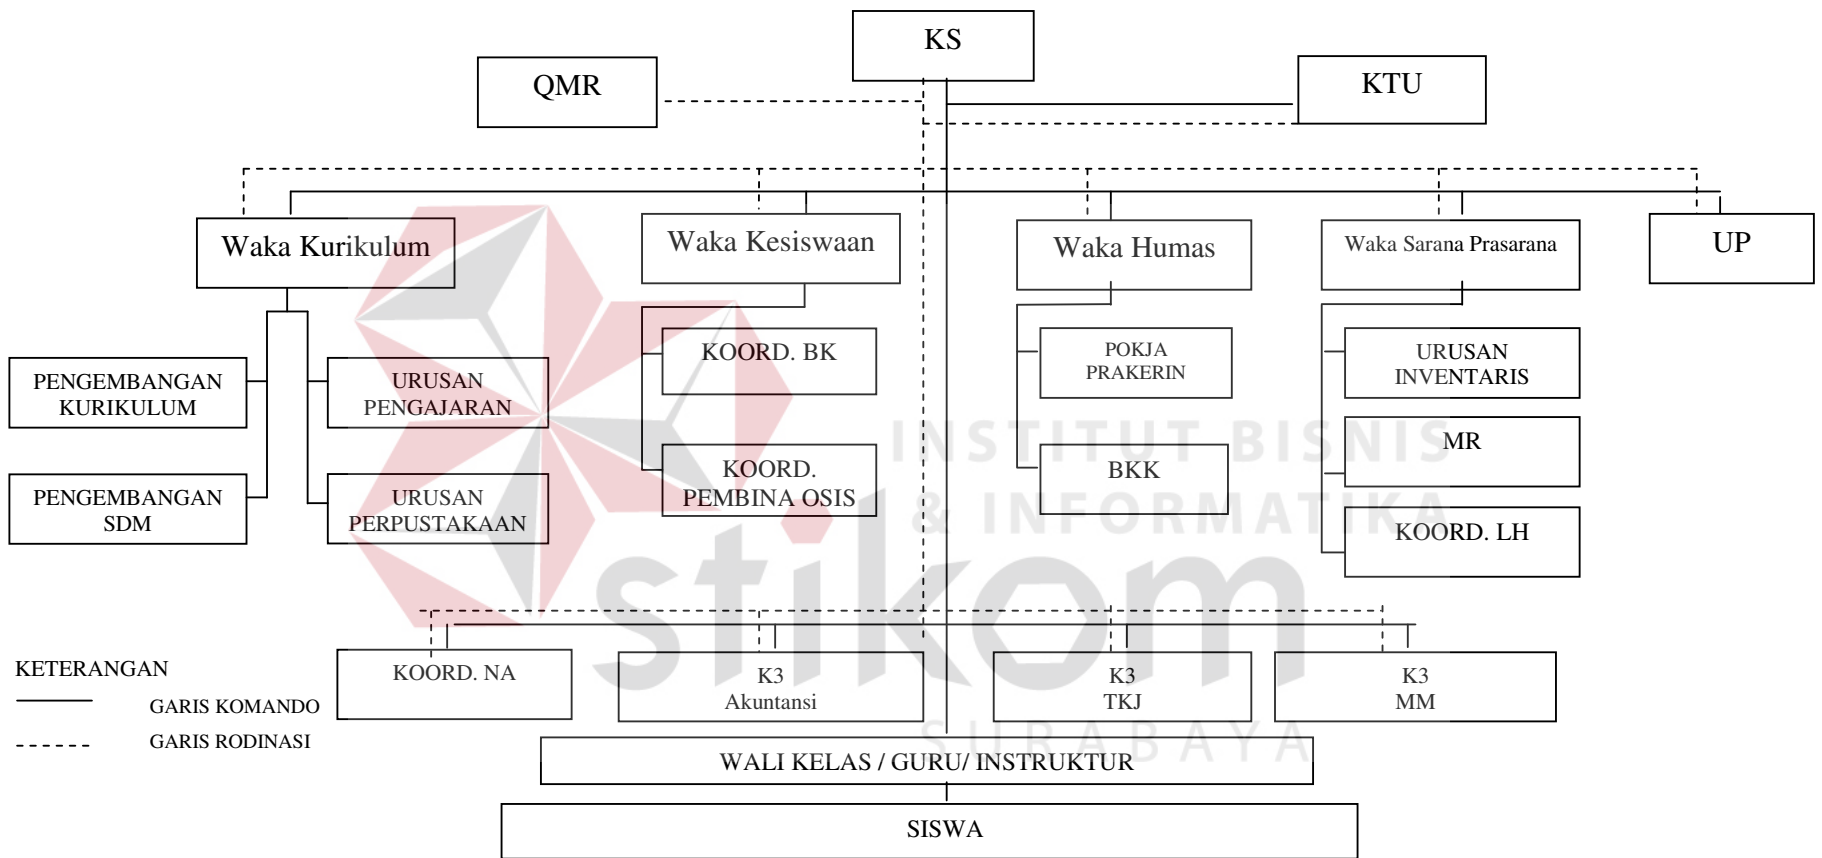 KS
QMR
KTU
Waka Kurikulum
Waka Kesiswaan
Waka Humas
Waka Sarana Prasarana
UP
PENGEMBANGAN
KURIKULUM
URUSAN
PENGAJARAN
PENGEMBANGAN
SDM
URUSAN
PERPUSTAKAAN
KOORD. BK
KOORD.
PEMBINA OSIS
POKJA
PRAKERIN
BKK
URUSAN
INVENTARIS
MR
KOORD. LH
INSTITUT BISNIS
& INFORMATIKA
stikom
SURABAYA
KOORD. NA
K3
Akuntansi
K3
TKJ
K3
MM
KETERANGAN
GARIS KOMANDO
GARIS RODINASI
WALI KELAS / GURU/ INSTRUKTUR
SISWA